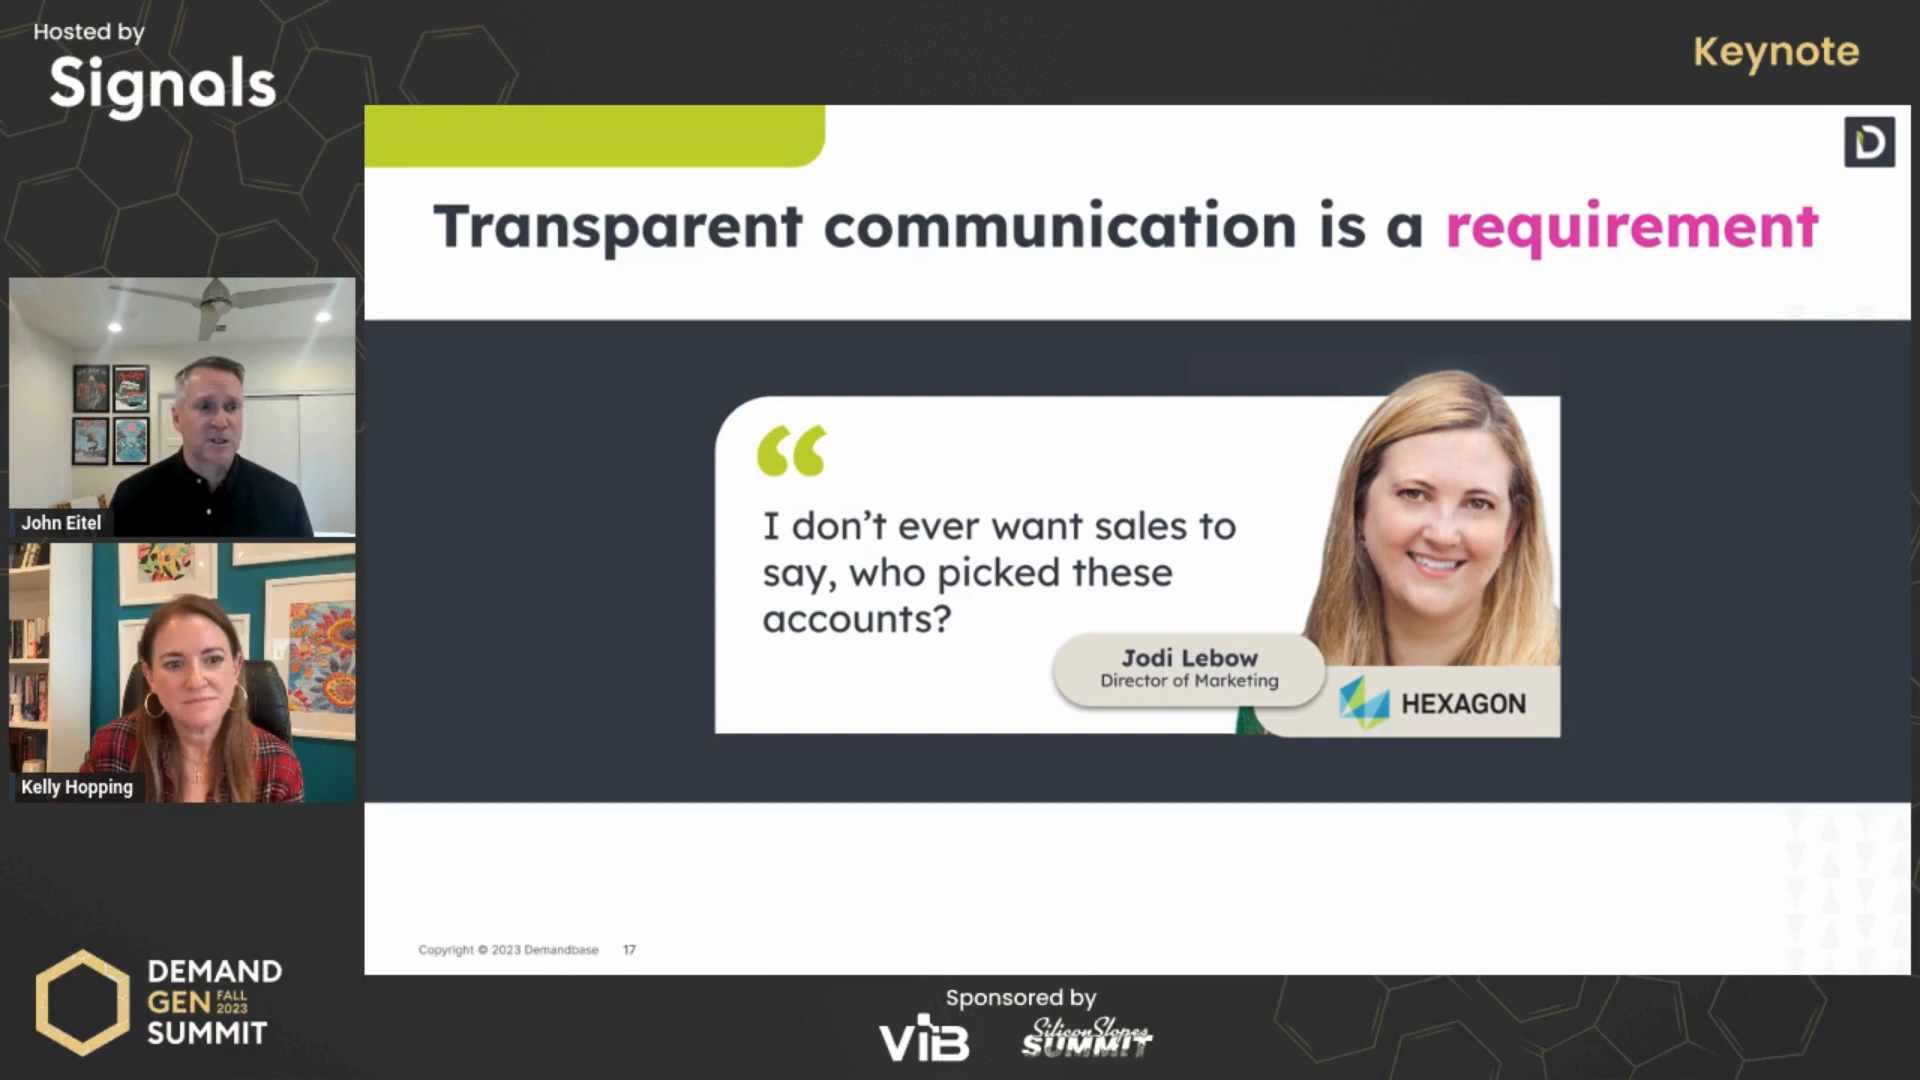 Hosted by
Signals
Keynote
Transparent communication is a requirement
“
I don’t ever want sales to
say, who picked these
accounts?
Jodi Lebow
Director of Marketing
HEXAGON
John Eitel
Kelly Hopping
Copyright © 2023 Demandbase 17
DEMAND
GEN FALL 2023
SUMMIT
Sponsored by
ViB
SiliconSlopes
SUMMIT